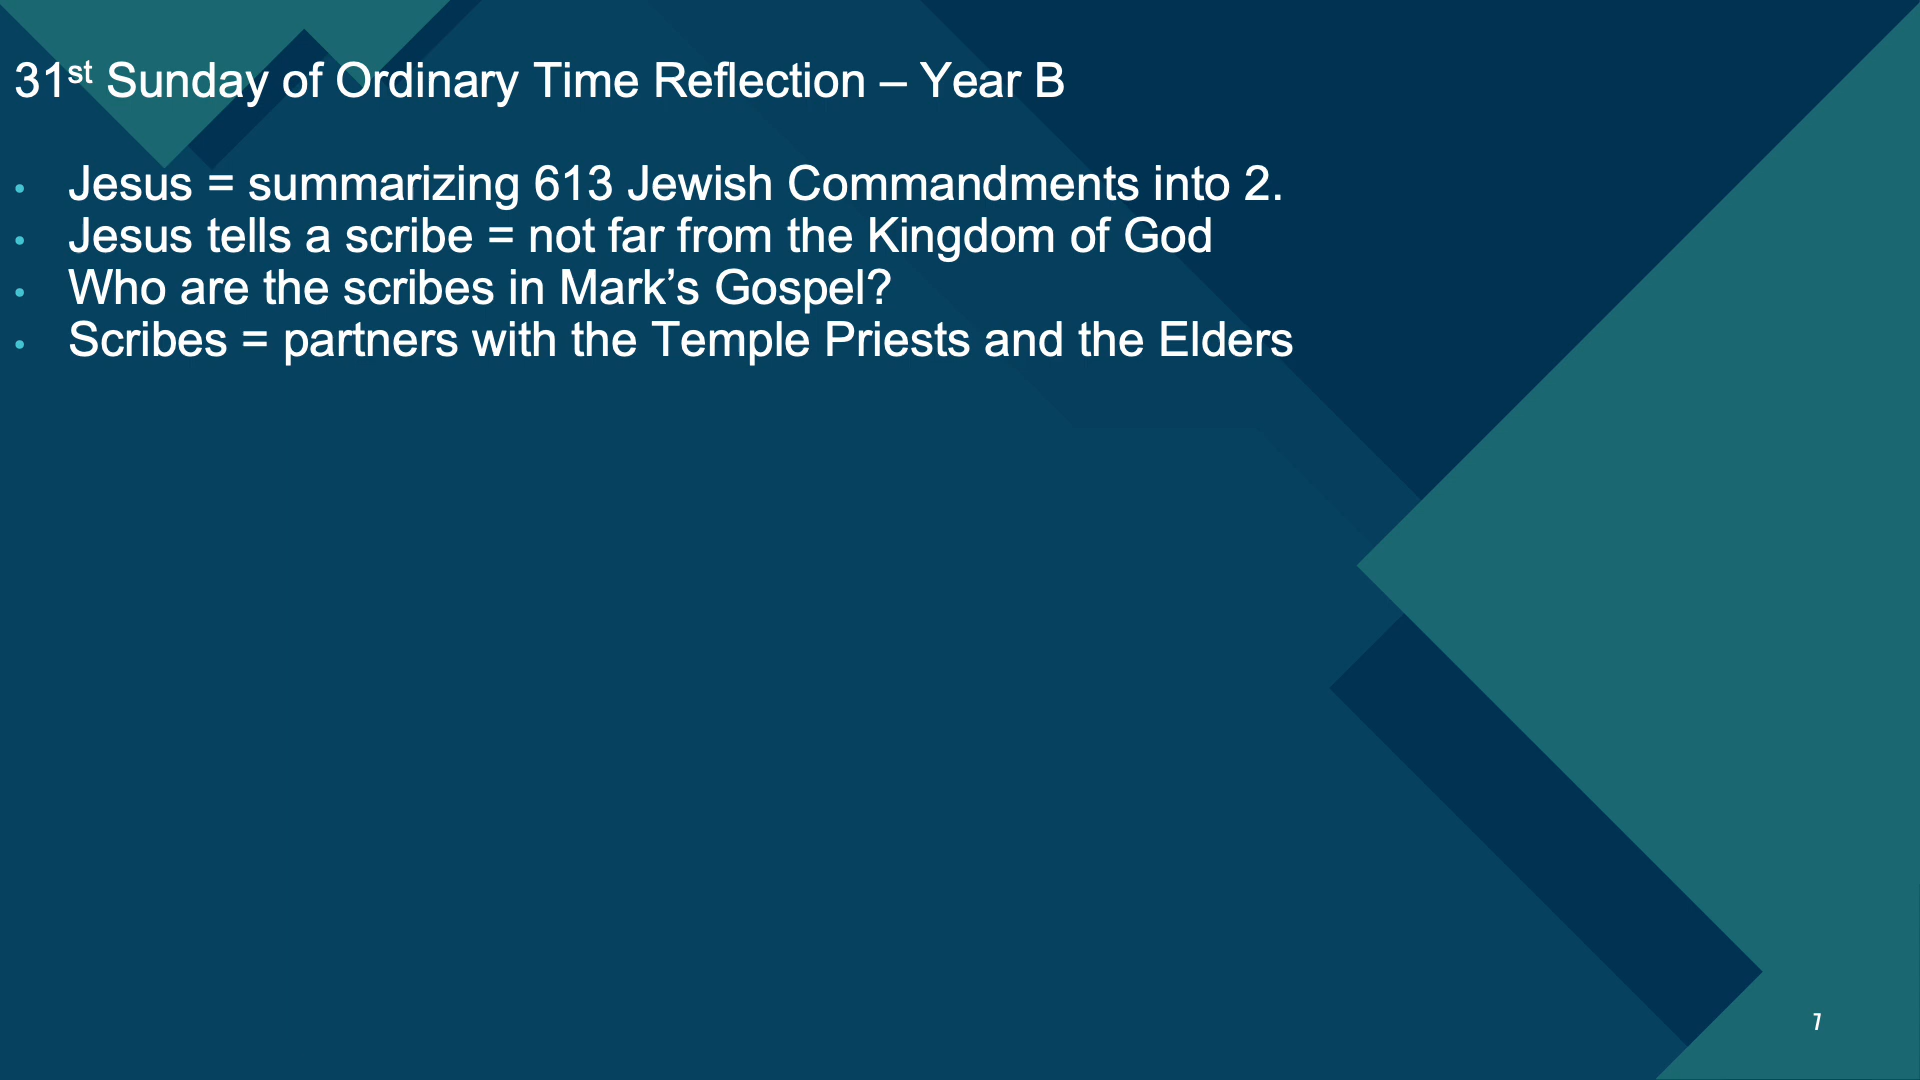 31st Sunday of Ordinary Time Reflection – Year B
• Jesus = summarizing 613 Jewish Commandments into 2.
• Jesus tells a scribe = not far from the Kingdom of God
• Who are the scribes in Mark’s Gospel?
• Scribes = partners with the Temple Priests and the Elders
7